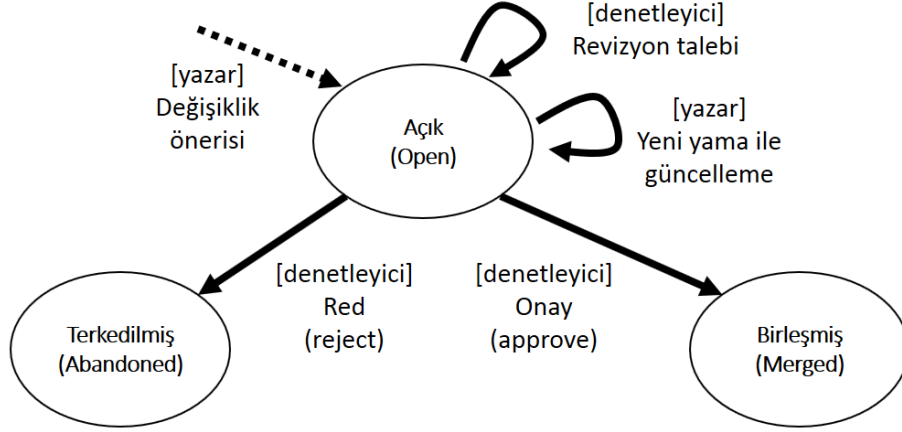 [denetleyici]
Revizyon talebi
[yazar]
Değişiklik
önerisi
Açık
(Open)
[yazar]
Yeni yama ile
güncelleme
[denetleyici]
Red
(reject)
[denetleyici]
Onay
(approve)
Terkedilmiş
(Abandoned)
Birleşmiş
(Merged)